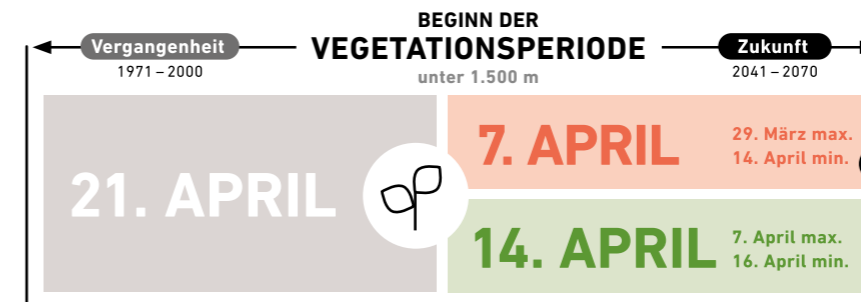 BEGINN DER
Vergangenheit
VEGETATIONSPERIODE
Zukunft
1971 – 2000
unter 1.500 m
2041 – 2070
21. APRIL
7. APRIL
29. März max.
14. April min.
14. APRIL
7. April max.
16. April min.